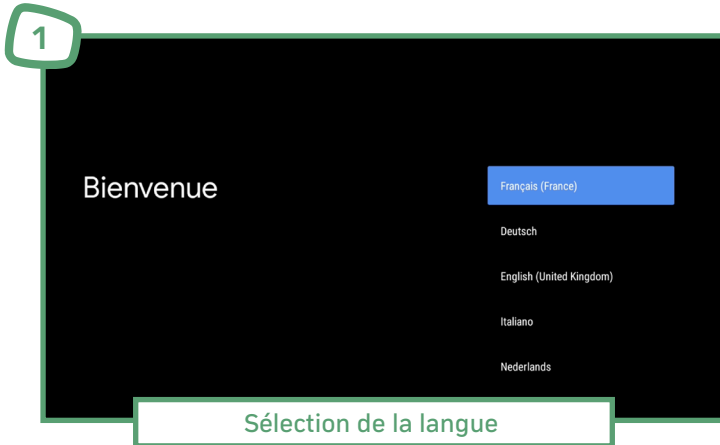 1
Bienvenue
Français (France)
Deutsch
English (United Kingdom)
Italiano
Nederlands
Sélection de la langue